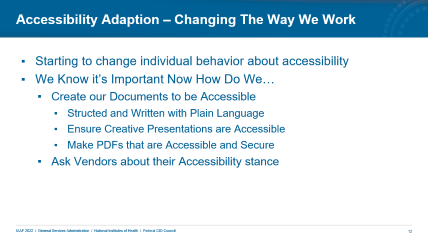 Accessibility Adaption – Changing The Way We Work
▪ Starting to change individual behavior about accessibility
▪ We Know it's Important Now How Do We…
▪ Create our Documents to be Accessible
▪ Structed and Written with Plain Language
▪ Ensure Creative Presentations are Accessible
▪ Make PDFs that are Accessible and Secure
▪ Ask Vendors about their Accessibility stance
2022 | General Services Administration | National Institutes of Health | Federal CIO Council
12